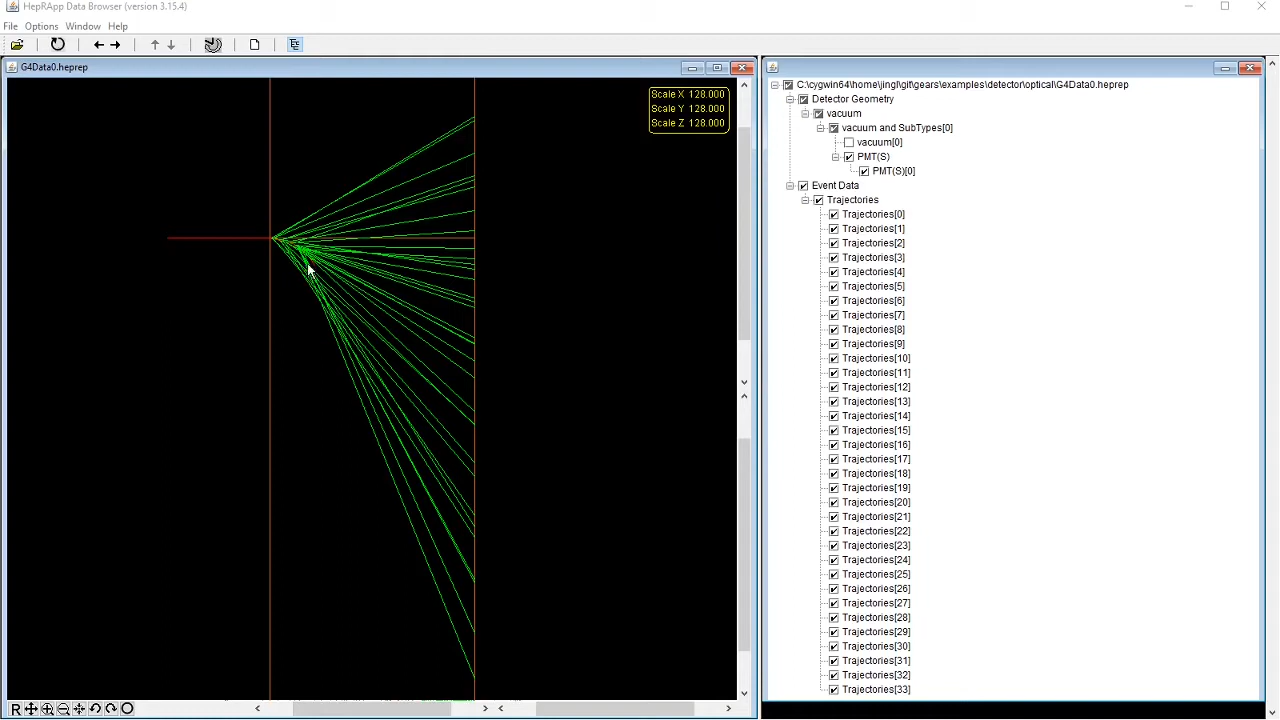 HepRApp Data Browser (version 3.15.4)
File Options Window Help
G4Data0.heprep
Scale X 128.000
Scale Y 128.000
Scale Z 128.000
R
C:\cygwin64\home\jingl\git\gears\examples\detector\optical\G4Data0.heprep
Detector Geometry
vacuum
vacuum and SubTypes[0]
vacuum[0]
PMT(S)
PMT(S)[0]
Event Data
Trajectories
Trajectories[0]
Trajectories[1]
Trajectories[2]
Trajectories[3]
Trajectories[4]
Trajectories[5]
Trajectories[6]
Trajectories[7]
Trajectories[8]
Trajectories[9]
Trajectories[10]
Trajectories[11]
Trajectories[12]
Trajectories[13]
Trajectories[14]
Trajectories[15]
Trajectories[16]
Trajectories[17]
Trajectories[18]
Trajectories[19]
Trajectories[20]
Trajectories[21]
Trajectories[22]
Trajectories[23]
Trajectories[24]
Trajectories[25]
Trajectories[26]
Trajectories[27]
Trajectories[28]
Trajectories[29]
Trajectories[30]
Trajectories[31]
Trajectories[32]
Trajectories[33]